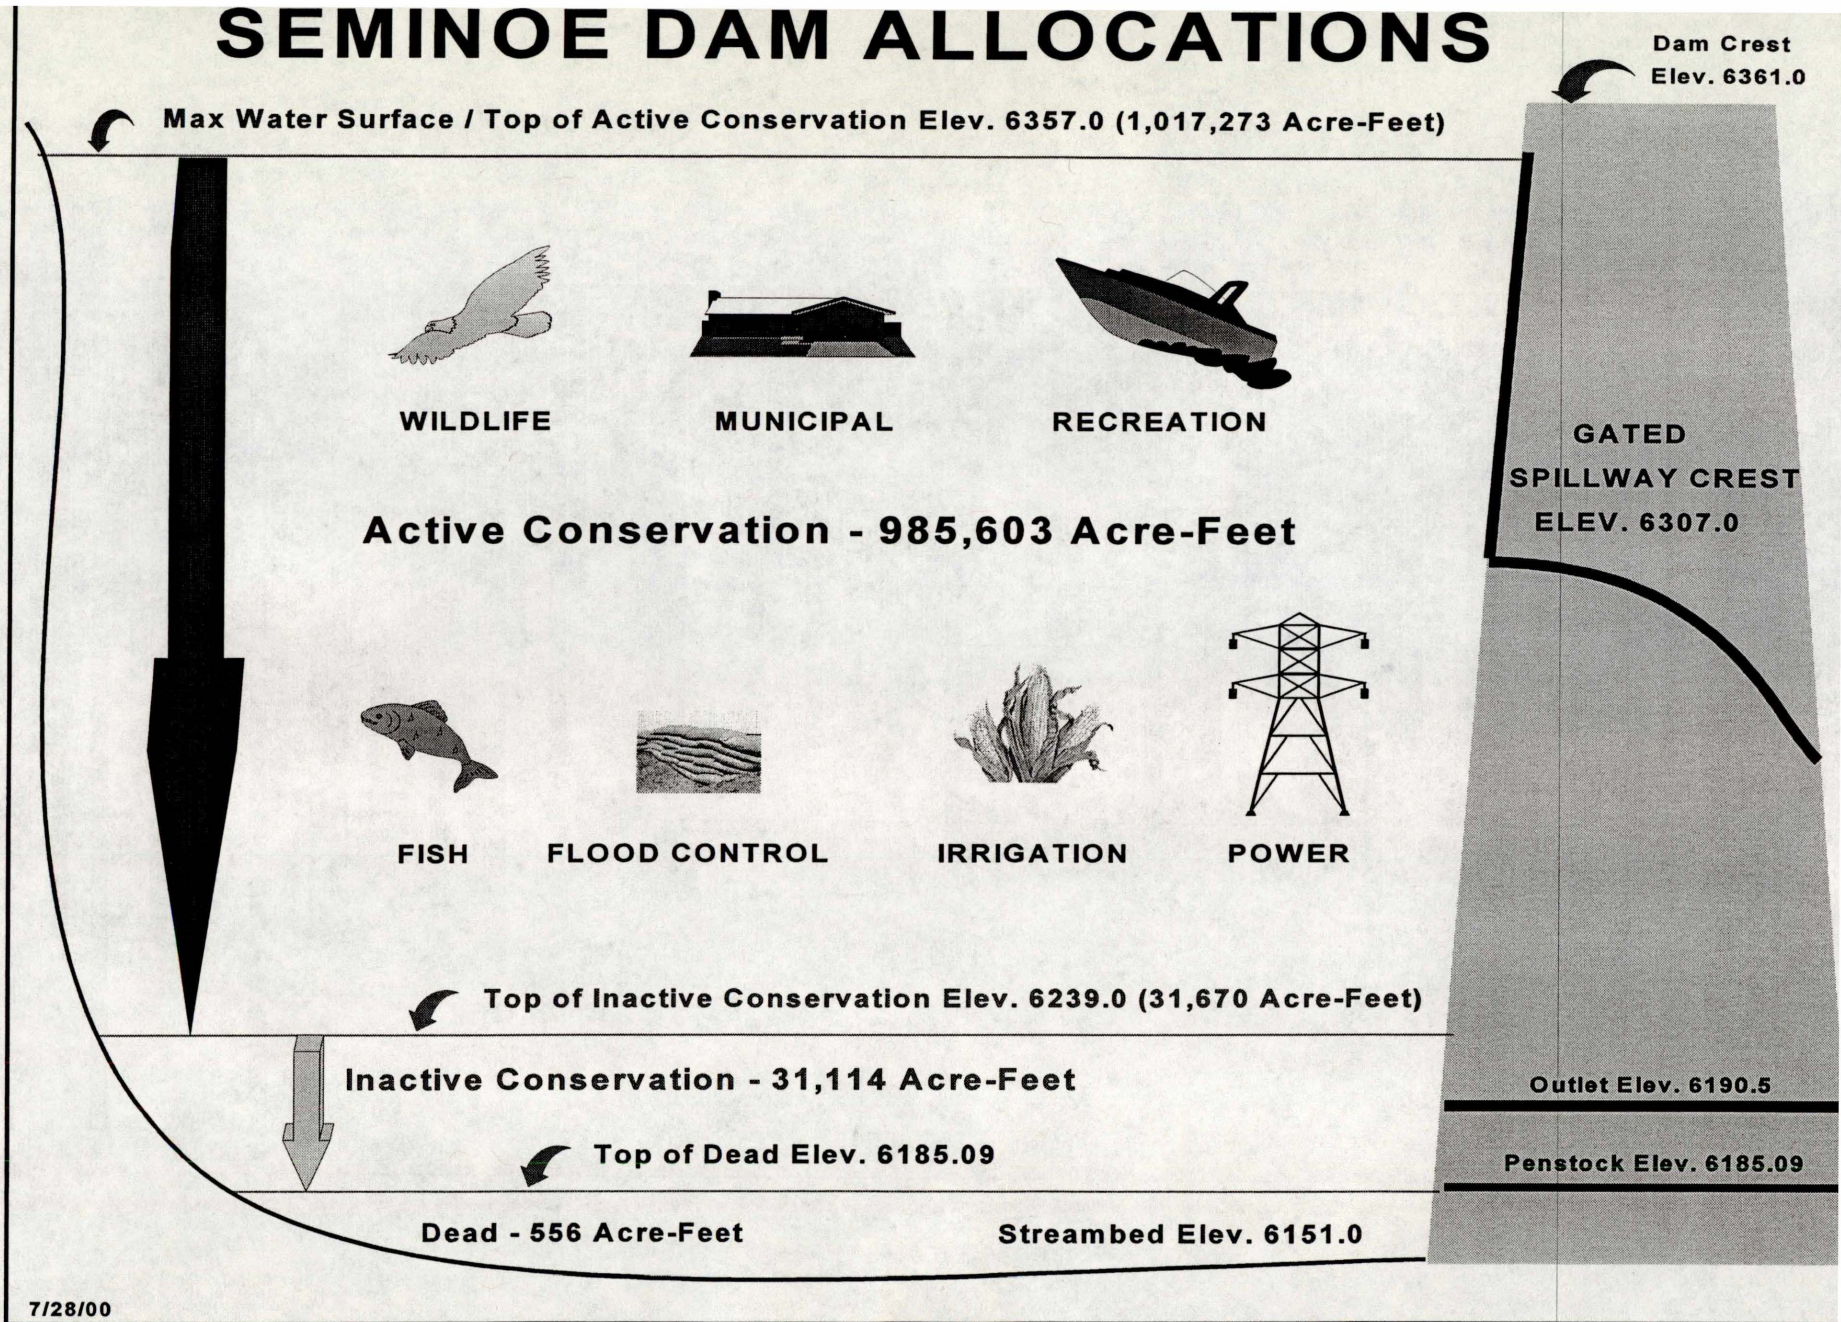 SEMINOE DAM ALLOCATIONS
Dam Crest
Elev. 6361.0
Max Water Surface / Top of Active Conservation Elev. 6357.0 (1,017,273 Acre-Feet)
WILDLIFE
MUNICIPAL
RECREATION
GATED
SPILLWAY CREST
ELEV. 6307.0
Active Conservation - 985,603 Acre-Feet
FISH
FLOOD CONTROL
IRRIGATION
POWER
Top of Inactive Conservation Elev. 6239.0 (31,670 Acre-Feet)
Inactive Conservation - 31,114 Acre-Feet
Outlet Elev. 6190.5
Top of Dead Elev. 6185.09
Penstock Elev. 6185.09
Dead - 556 Acre-Feet
Streambed Elev. 6151.0
7/28/00